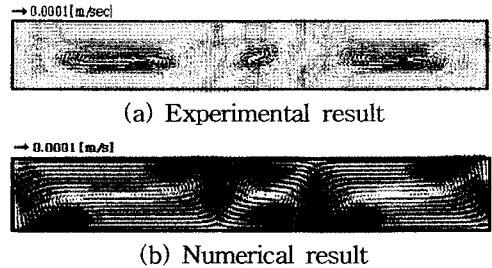 → 0.0001[m/sec]
(a) Experimental result
→ 0.0001 [m/s]
(b) Numerical result